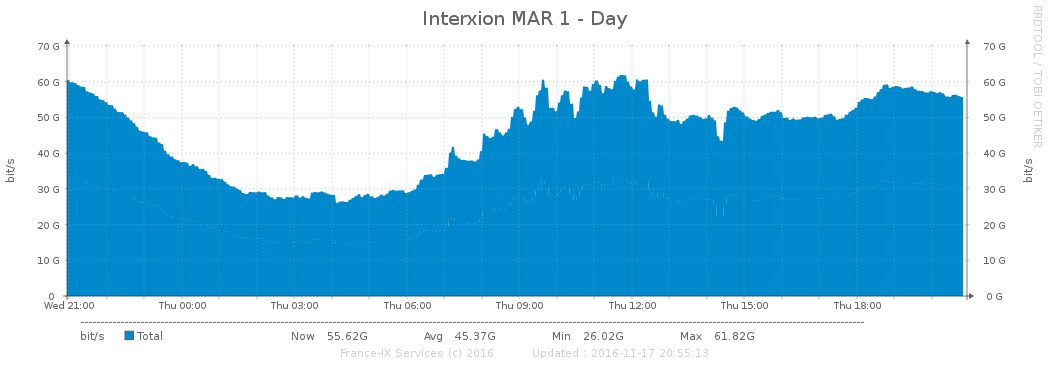 Interxion MAR 1 - Day
RRDTOOL / TOBI OETIKER
bit/s
bit/s
70 G 70 G
60 G 60 G
50 G 50 G
40 G 40 G
30 G 30 G
20 G 20 G
10 G 10 G
0 0 G
Wed 21:00 Thu 00:00 Thu 03:00 Thu 06:00 Thu 09:00 Thu 12:00 Thu 15:00 Thu 18:00
bit/s Total Now 55.62G Avg 45.37G Min 26.02G Max 61.82G
France-IX Services (c) 2016 Updated : 2016-11-17 20:55:13